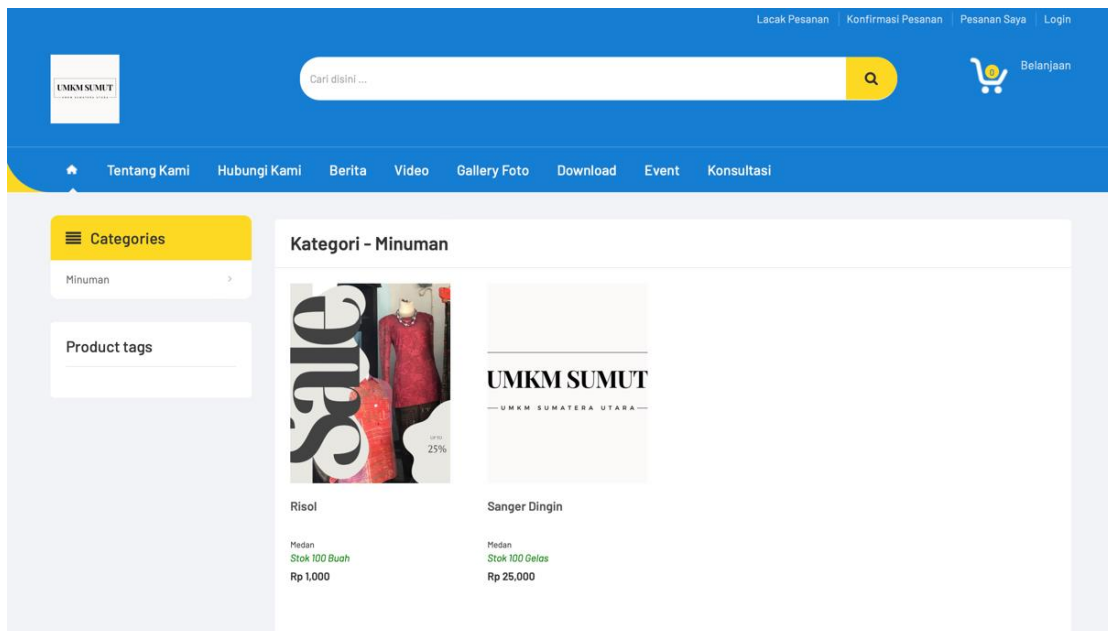 Lacak Pesanan Konfirmasi Pesanan Pesanan Saya Login
UMKM SUMUT
Cari disini ...
0
Belanjaan
Tentang Kami Hubungi Kami Berita Video Gallery Foto Download Event Konsultasi
Categories
Minuman
Product tags
Kategori - Minuman
Sale
UP TO
25%
Risol
Medan
Stok 100 Buah
Rp 1,000
UMKM SUMUT
UMKM SUMATERA UTARA
Sanger Dingin
Medan
Stok 100 Gelas
Rp 25,000